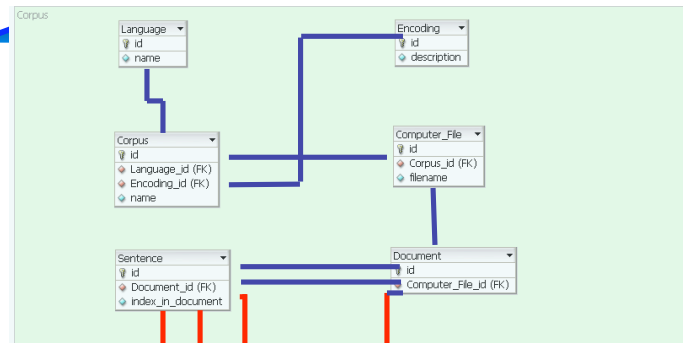 Corpus
Language
id
name
Encoding
id
description
Corpus
id
Language_id (FK)
Encoding_id (FK)
name
Computer_File
id
Corpus_id (FK)
filename
Sentence
id
Document_id (FK)
index_in_document
Document
id
Computer_File_id (FK)